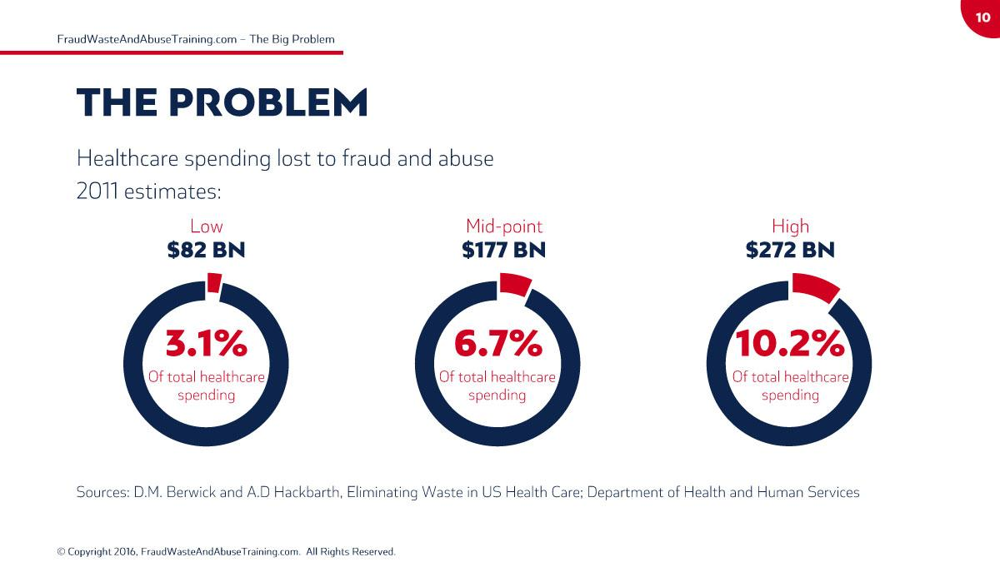 10
FraudWasteAndAbuseTraining.com – The Big Problem
THE PROBLEM
Healthcare spending lost to fraud and abuse
2011 estimates:
Low
$82 BN
3.1%
Of total healthcare
spending
Mid-point
$177 BN
6.7%
Of total healthcare
spending
High
$272 BN
10.2%
Of total healthcare
spending
Sources: D.M. Berwick and A.D Hackbarth, Eliminating Waste in US Health Care; Department of Health and Human Services
© Copyright 2016, FraudWasteAndAbuseTraining.com. All Rights Reserved.